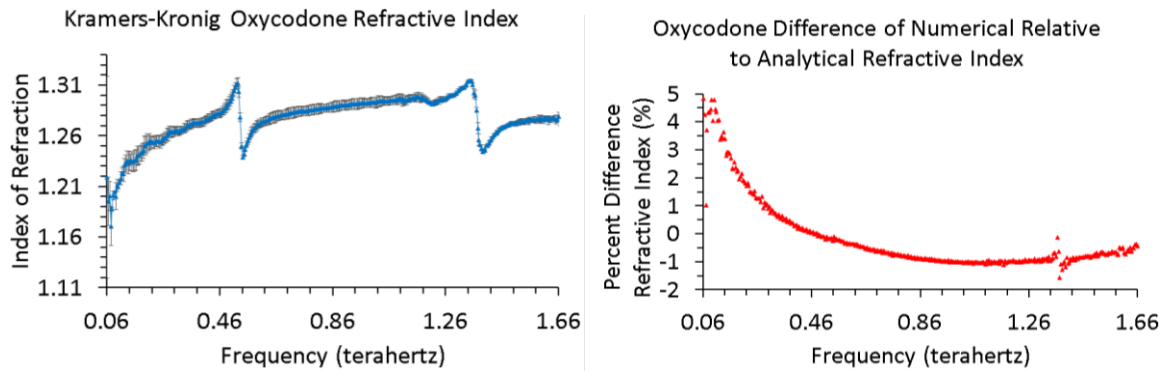 Kramers-Kronig Oxycodone Refractive Index
Index of Refraction
1.31
1.26
1.21
1.16
1.11
0.06 0.46 0.86 1.26 1.66
Frequency (terahertz)
Oxycodone Difference of Numerical Relative
to Analytical Refractive Index
Percent Difference
Refractive Index (%)
5
4
3
2
1
0
-1
-2
0.06 0.46 0.86 1.26 1.66
Frequency (terahertz)